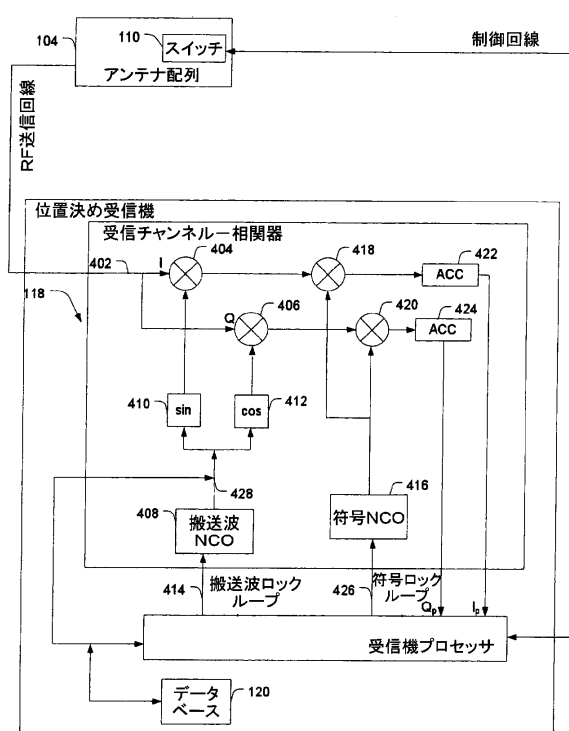 104
110
スイッチ
アンテナ配列
制御回線
RF送信回線
位置決め受信機
受信チャンネルー相関器
I
402
404
418
422
ACC
118
Q
406
420
424
ACC
410
sin
cos
412
428
408
搬送波
NCO
416
符号NCO
414
搬送波ロック
ループ
426
符号ロック
ループ
Qp
Ip
受信機プロセッサ
データ
ベース
120